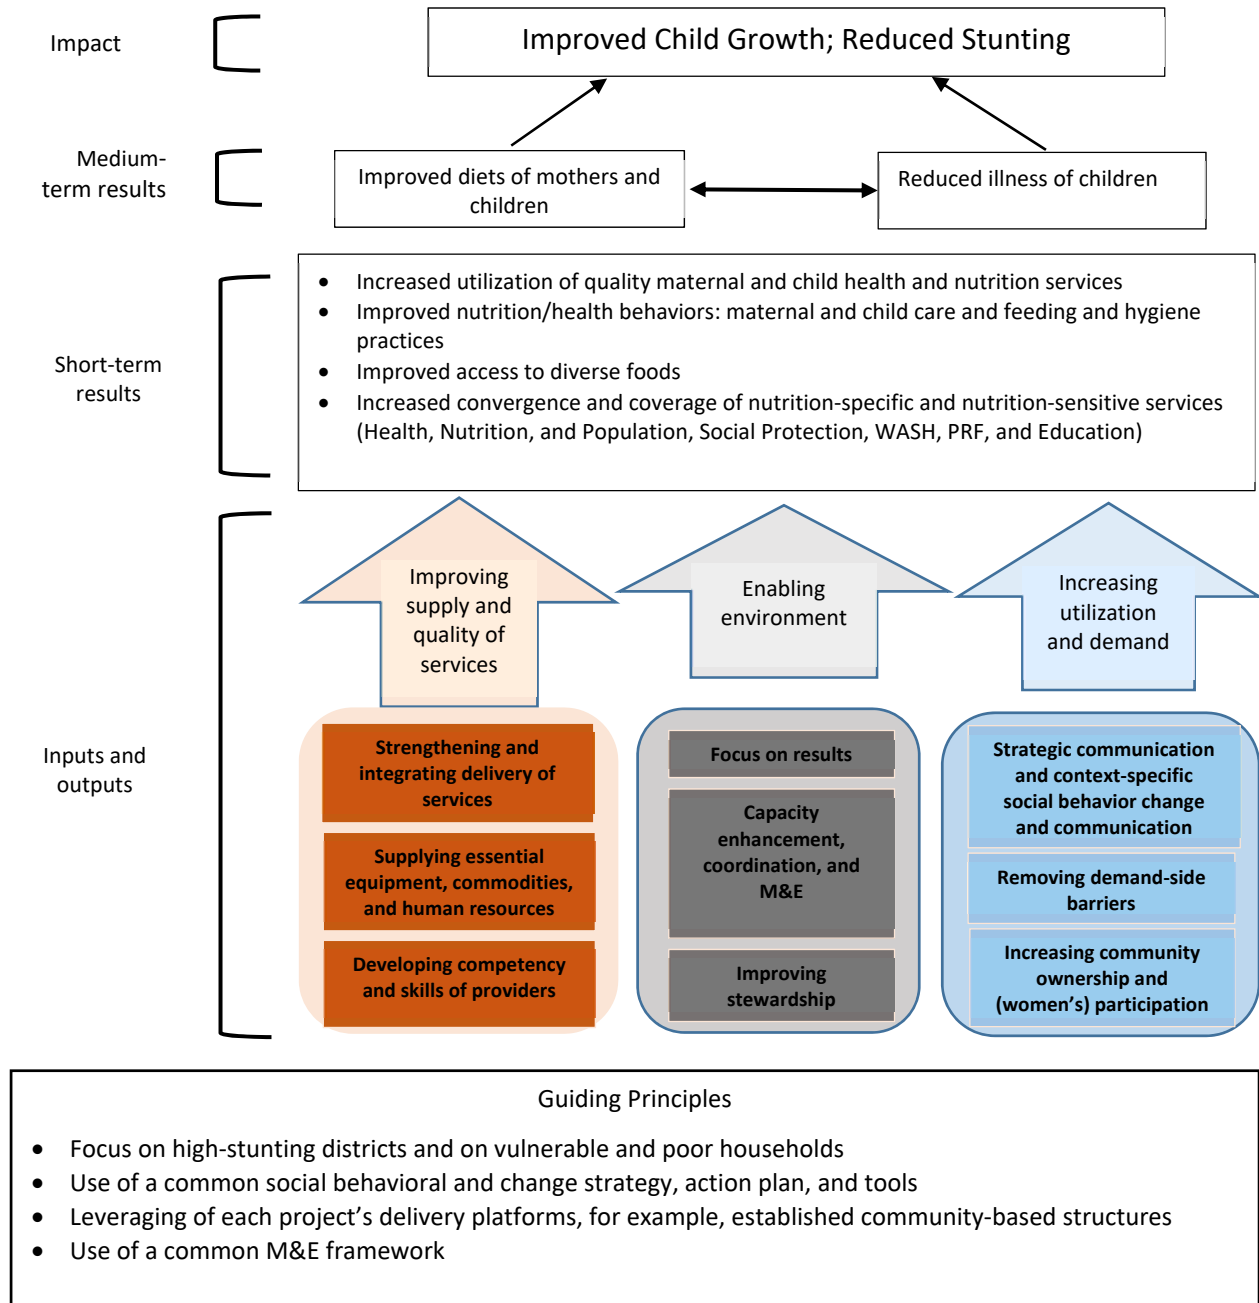 Impact
Improved Child Growth; Reduced Stunting
Medium-
term results
Improved diets of mothers and
children
Reduced illness of children
Short-term
results
• Increased utilization of quality maternal and child health and nutrition services
• Improved nutrition/health behaviors: maternal and child care and feeding and hygiene
practices
• Improved access to diverse foods
• Increased convergence and coverage of nutrition-specific and nutrition-sensitive services
(Health, Nutrition, and Population, Social Protection, WASH, PRF, and Education)
Inputs and
outputs
Improving
supply and
quality of
services
Enabling
environment
Increasing
utilization
and demand
Strengthening and
integrating delivery of
services
Supplying essential
equipment, commodities,
and human resources
Developing competency
and skills of providers
Focus on results
Capacity
enhancement,
coordination, and
M&E
Improving
stewardship
Strategic communication
and context-specific
social behavior change
and communication
Removing demand-side
barriers
Increasing community
ownership and
(women's) participation
Guiding Principles
• Focus on high-stunting districts and on vulnerable and poor households
• Use of a common social behavioral and change strategy, action plan, and tools
• Leveraging of each project's delivery platforms, for example, established community-based structures
• Use of a common M&E framework